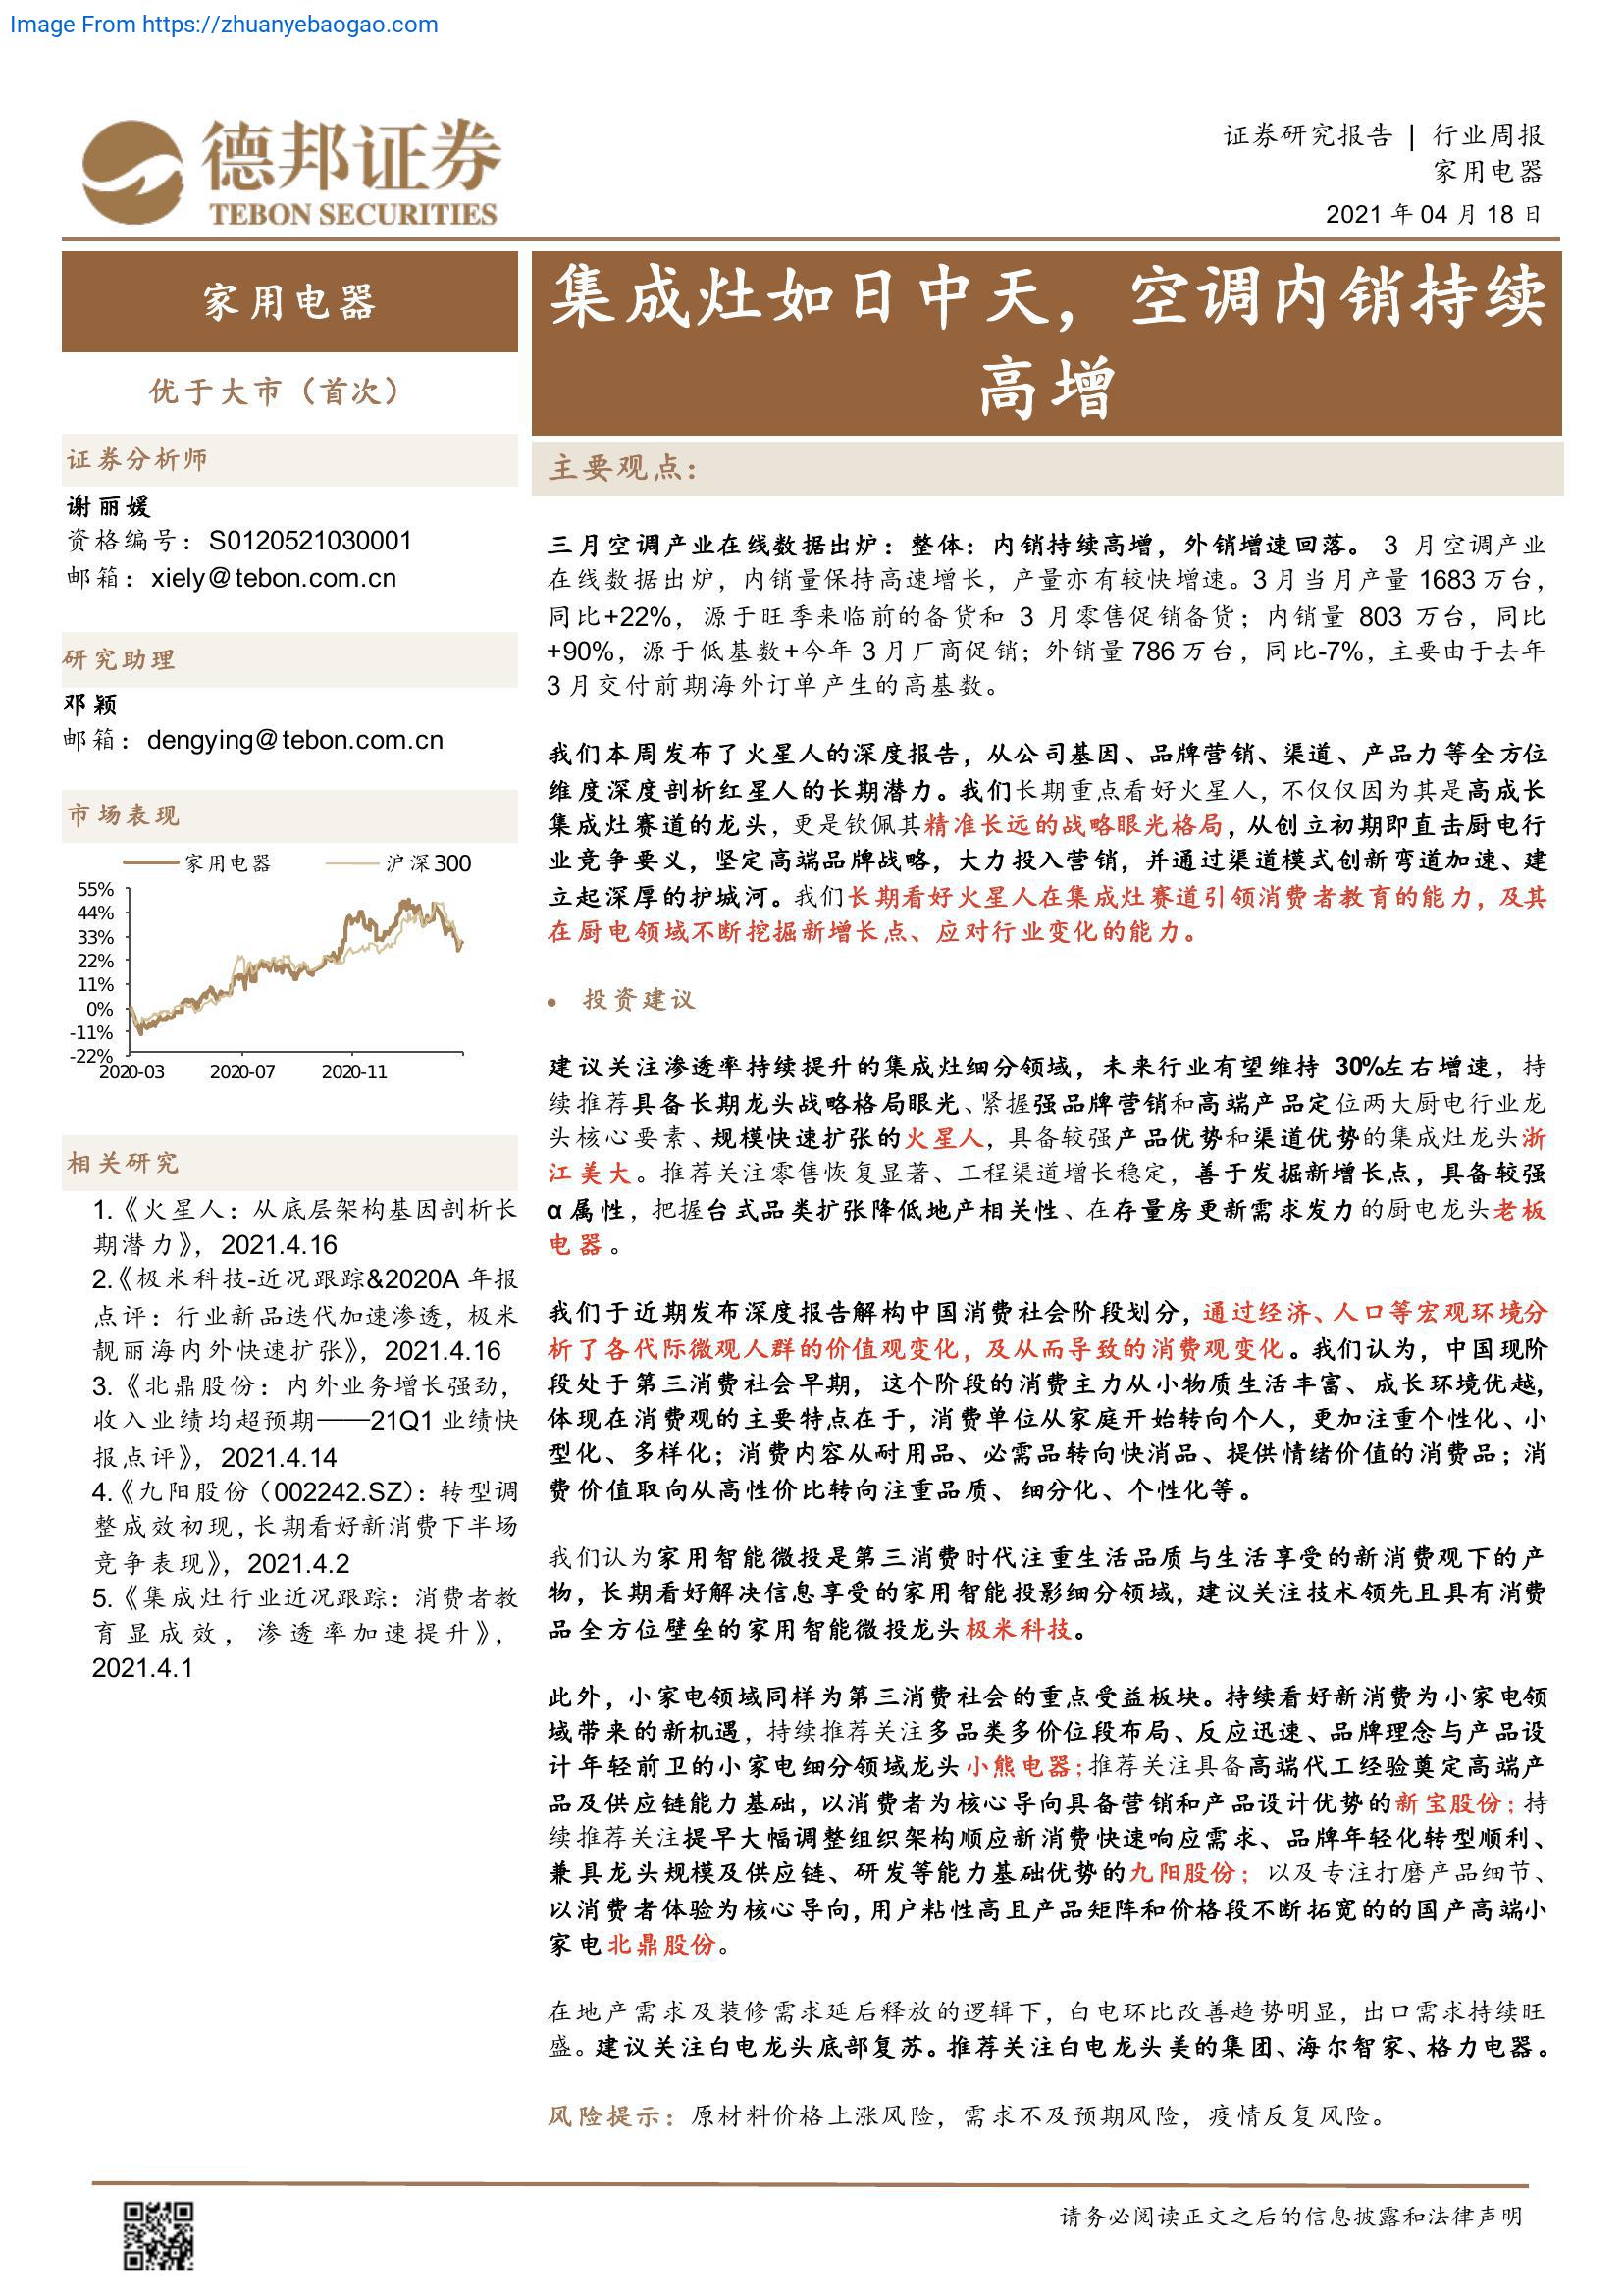 Image From https://zhuanyebaogao.com
德邦证券
TEBON SECURITIES
证券研究报告 | 行业周报
家用电器
2021 年 04 月 18 日
家用电器
优于大市（首次）
证券分析师
谢丽媛
资格编号：S0120521030001
邮箱：xiely@tebon.com.cn
研究助理
邓颖
邮箱：dengying@tebon.com.cn
市场表现
家用电器 沪深300
55%
44%
33%
22%
11%
0%
-11%
-22%
2020-03 2020-07 2020-11
相关研究
1.《火星人：从底层架构基因剖析长
期潜力》，2021.4.16
2.《极米科技-近况跟踪&2020A 年报
点评：行业新品迭代加速渗透，极米
靓丽海内外快速扩张》，2021.4.16
3.《北鼎股份：内外业务增长强劲，
收入业绩均超预期——21Q1 业绩快
报点评》，2021.4.14
4.《九阳股份（002242.SZ）：转型调
整成效初现，长期看好新消费下半场
竞争表现》，2021.4.2
5.《集成灶行业近况跟踪：消费者教
育显成效，渗透率加速提升》，
2021.4.1
集成灶如日中天，空调内销持续
高增
主要观点：
三月空调产业在线数据出炉：整体：内销持续高增，外销增速回落。3 月空调产业
在线数据出炉，内销量保持高速增长，产量亦有较快增速。3 月当月产量 1683 万台，
同比+22%，源于旺季来临前的备货和 3 月零售促销备货；内销量 803 万台，同比
+90%，源于低基数+今年 3 月厂商促销；外销量 786 万台，同比-7%，主要由于去年
3 月交付前期海外订单产生的高基数。
我们本周发布了火星人的深度报告，从公司基因、品牌营销、渠道、产品力等全方位
维度深度剖析红星人的长期潜力。我们长期重点看好火星人，不仅仅因为其是高成长
集成灶赛道的龙头，更是钦佩其精准长远的战略眼光格局，从创立初期即直击厨电行
业竞争要义，坚定高端品牌战略，大力投入营销，并通过渠道模式创新弯道加速、建
立起深厚的护城河。我们长期看好火星人在集成灶赛道引领消费者教育的能力，及其
在厨电领域不断挖掘新增长点、应对行业变化的能力。
• 投资建议
建议关注渗透率持续提升的集成灶细分领域，未来行业有望维持 30%左右增速，持
续推荐具备长期龙头战略格局眼光、紧握强品牌营销和高端产品定位两大厨电行业龙
头核心要素、规模快速扩张的火星人，具备较强产品优势和渠道优势的集成灶龙头浙
江美大。推荐关注零售恢复显著、工程渠道增长稳定，善于发掘新增长点，具备较强
α 属性，把握台式品类扩张降低地产相关性、在存量房更新需求发力的厨电龙头老板
电器。
我们于近期发布深度报告解构中国消费社会阶段划分，通过经济、人口等宏观环境分
析了各代际微观人群的价值观变化，及从而导致的消费观变化。我们认为，中国现阶
段处于第三消费社会早期，这个阶段的消费主力从小物质生活丰富、成长环境优越，
体现在消费观的主要特点在于，消费单位从家庭开始转向个人，更加注重个性化、小
型化、多样化；消费内容从耐用品、必需品转向快消品、提供情绪价值的消费品；消
费价值取向从高性价比转向注重品质、细分化、个性化等。
我们认为家用智能微投是第三消费时代注重生活品质与生活享受的新消费观下的产
物，长期看好解决信息享受的家用智能投影细分领域，建议关注技术领先且具有消费
品全方位壁垒的家用智能微投龙头极米科技。
此外，小家电领域同样为第三消费社会的重点受益板块。持续看好新消费为小家电领
域带来的新机遇，持续推荐关注多品类多价位段布局、反应迅速、品牌理念与产品设
计年轻前卫的小家电细分领域龙头小熊电器；推荐关注具备高端代工经验奠定高端产
品及供应链能力基础，以消费者为核心导向具备营销和产品设计优势的新宝股份；持
续推荐关注提早大幅调整组织架构顺应新消费快速响应需求、品牌年轻化转型顺利、
兼具龙头规模及供应链、研发等能力基础优势的九阳股份；以及专注打磨产品细节、
以消费者体验为核心导向，用户粘性高且产品矩阵和价格段不断拓宽的的国产高端小
家电北鼎股份。
在地产需求及装修需求延后释放的逻辑下，白电环比改善趋势明显，出口需求持续旺
盛。建议关注白电龙头底部复苏。推荐关注白电龙头美的集团、海尔智家、格力电器。
风险提示：原材料价格上涨风险，需求不及预期风险，疫情反复风险。
请务必阅读正文之后的信息披露和法律声明